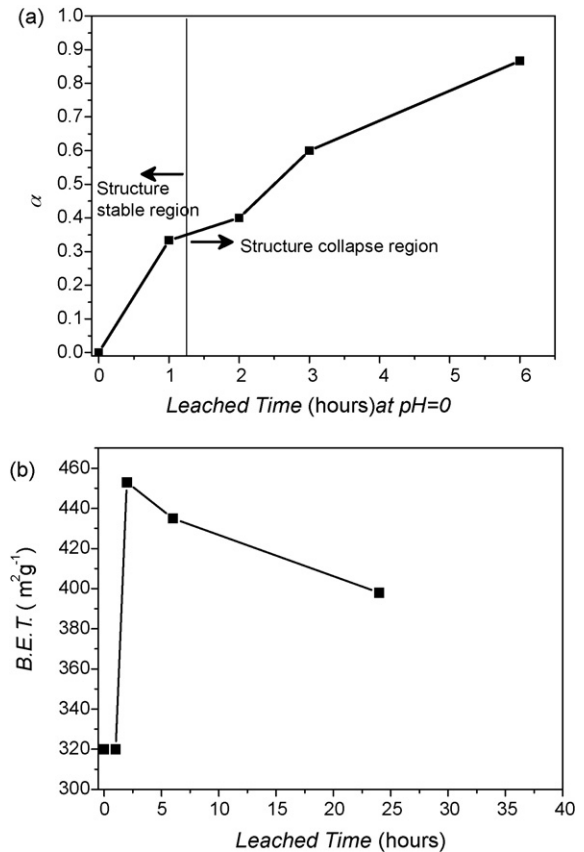 (a)
1.0
0.9
0.8
0.7
0.6
0.5
0.4
0.3
0.2
0.1
0.0
α
Structure
stable region
Structure collapse region
0 1 2 3 4 5 6
Leached Time (hours)at pH=0
(b)
460
440
420
400
380
360
340
320
300
B.E.T. ( m²g⁻¹)
0 5 10 15 20 25 30 35 40
Leached Time (hours)